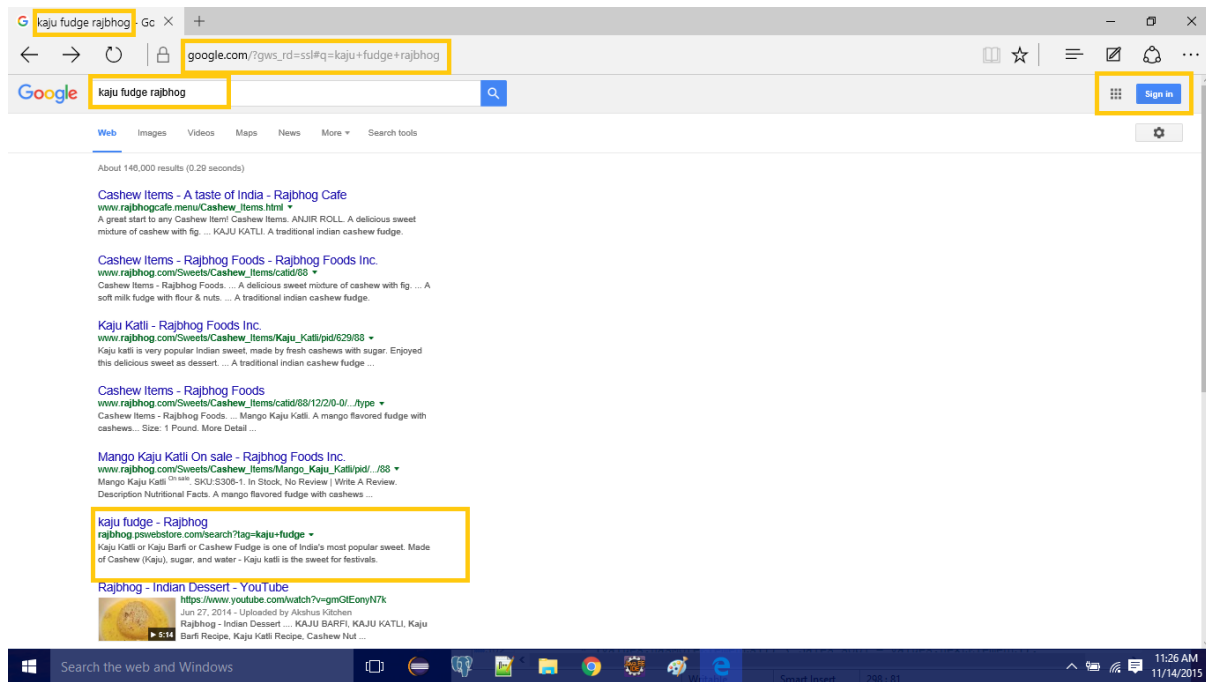 kaju fudge rajbhog - Go
google.com/?gws_rd=ssl#q=kaju+fudge+rajbhog
Google kaju fudge rajbhog Sign in
Web Images Videos Maps News More Search tools
About 146,000 results (0.29 seconds)
Cashew Items - A taste of India - Rajbhog Cafe
www.rajbhogcafe.menu/Cashew_Items.html
A great start to any Cashew Item! Cashew Items. ANJIR ROLL. A delicious sweet
mixture of cashew with fig. ... KAJU KATLI. A traditional indian cashew fudge.
Cashew Items - Rajbhog Foods - Rajbhog Foods Inc.
www.rajbhog.com/Sweets/Cashew_Items/catid/88
Cashew Items - Rajbhog Foods. ... A delicious sweet mixture of cashew with fig. ... A
soft milk fudge with flour & nuts. ... A traditional indian cashew fudge.
Kaju Katli - Rajbhog Foods Inc.
www.rajbhog.com/Sweets/Cashew_Items/Kaju_Katli/pid/629/88
Kaju katli is very popular Indian sweet, made by fresh cashews with sugar. Enjoyed
this delicious sweet as dessert. ... A traditional indian cashew fudge ...
Cashew Items - Rajbhog Foods
www.rajbhog.com/Sweets/Cashew_Items/catid/88/12/2/0-0/.../type
Cashew Items - Rajbhog Foods. ... Mango Kaju Katli. A mango flavored fudge with
cashews... Size: 1 Pound. More Detail ...
Mango Kaju Katli On sale - Rajbhog Foods Inc.
www.rajbhog.com/Sweets/Cashew_Items/Mango_Kaju_Katli/pid/.../88
Mango Kaju Katli On sale. SKU:S306-1. In Stock, No Review | Write A Review.
Description Nutritional Facts. A mango flavored fudge with cashews ...
kaju fudge - Rajbhog
rajbhog.pswebstore.com/search?tag=kaju+fudge
Kaju Katli or Kaju Barfi or Cashew Fudge is one of India's most popular sweet. Made
of Cashew (Kaju), sugar, and water - Kaju katli is the sweet for festivals.
Rajbhog - Indian Dessert - YouTube
https://www.youtube.com/watch?v=gmGtEonyN7k
Jun 27, 2014 - Uploaded by Akshus Kitchen
Rajbhog - Indian Dessert .... KAJU BARFI, KAJU KATLI, Kaju
5:14 Barfi Recipe, Kaju Katli Recipe, Cashew Nut ...
Search the web and Windows
Writable Smart Insert 298 : 81
11:26 AM
11/14/2015